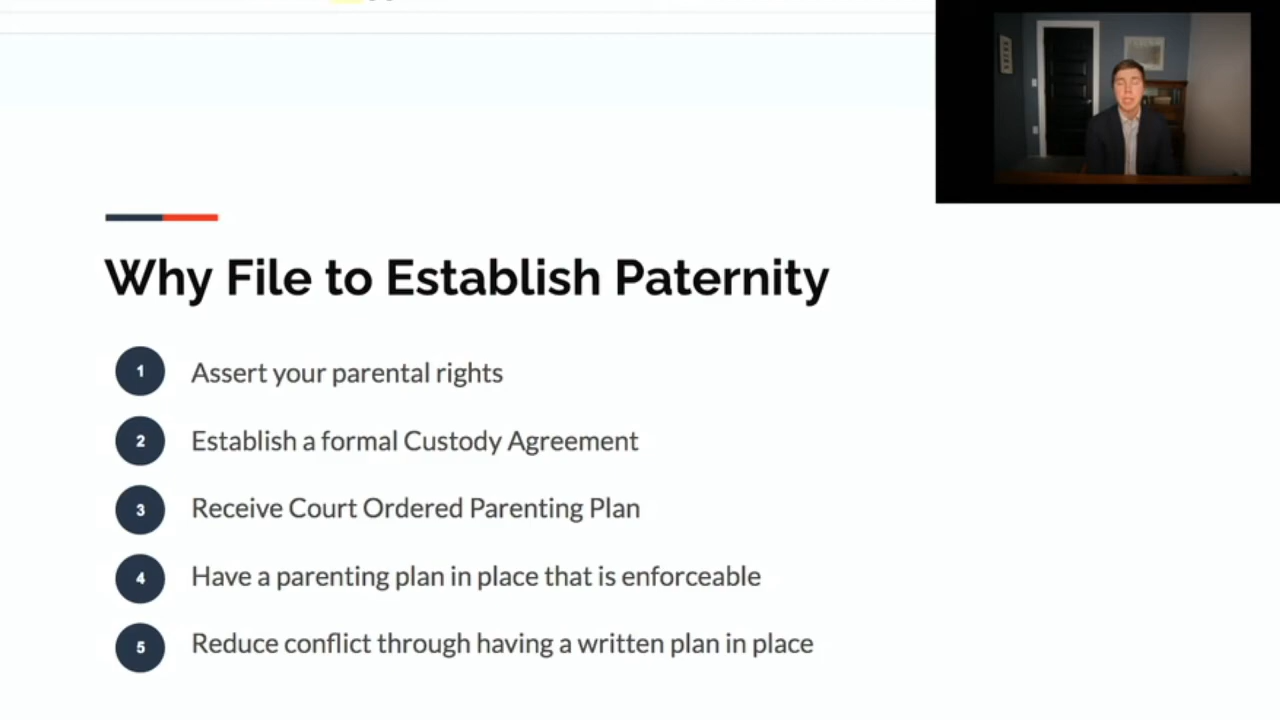 Why File to Establish Paternity
1 Assert your parental rights
2 Establish a formal Custody Agreement
3 Receive Court Ordered Parenting Plan
4 Have a parenting plan in place that is enforceable
5 Reduce conflict through having a written plan in place